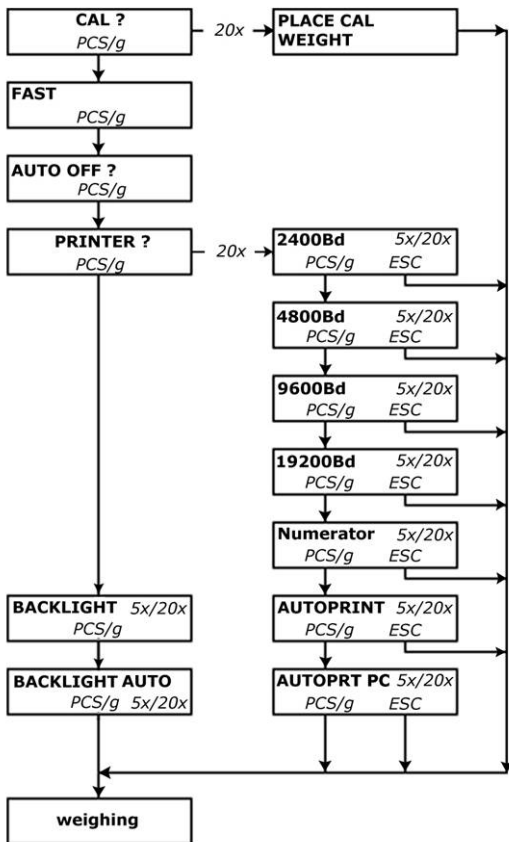 CAL ?
PCS/g
20x
PLACE CAL
WEIGHT
FAST
PCS/g
AUTO OFF ?
PCS/g
PRINTER ?
PCS/g
20x
2400Bd 5x/20x
PCS/g ESC
4800Bd 5x/20x
PCS/g ESC
9600Bd 5x/20x
PCS/g ESC
19200Bd 5x/20x
PCS/g ESC
Numerator 5x/20x
PCS/g ESC
BACKLIGHT 5x/20x
PCS/g
AUTOPRINT 5x/20x
PCS/g ESC
BACKLIGHT AUTO
PCS/g 5x/20x
AUTOPRT PC 5x/20x
PCS/g ESC
weighing